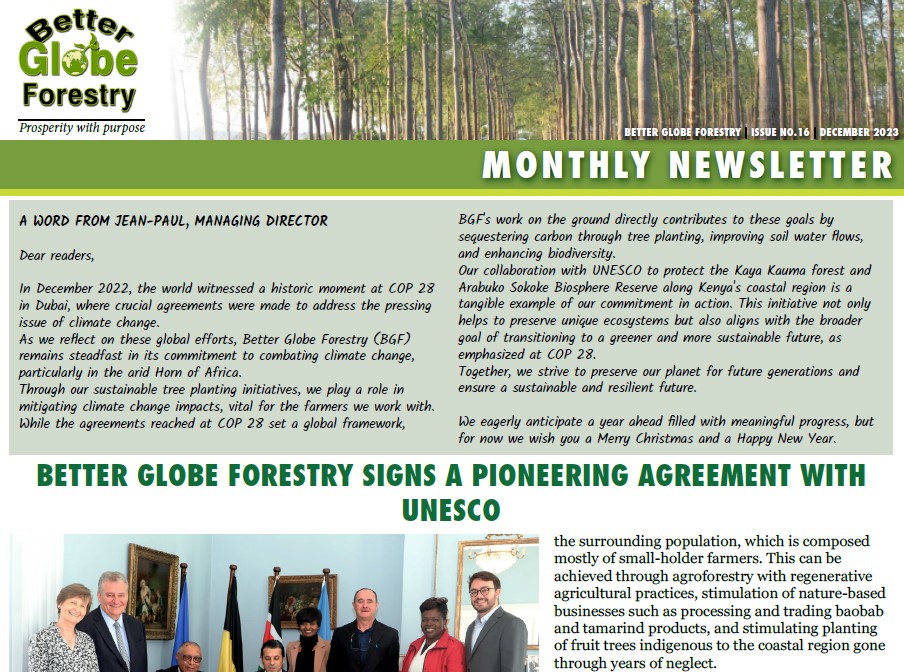 Better
Globe
Forestry
Prosperity with purpose
BETTER GLOBE FORESTRY | ISSUE NO.16 | DECEMBER 2023
MONTHLY NEWSLETTER
A WORD FROM JEAN-PAUL, MANAGING DIRECTOR
Dear readers,
In December 2022, the world witnessed a historic moment at COP 28
in Dubai, where crucial agreements were made to address the pressing
issue of climate change.
As we reflect on these global efforts, Better Globe Forestry (BGF)
remains steadfast in its commitment to combating climate change,
particularly in the arid Horn of Africa.
Through our sustainable tree planting initiatives, we play a role in
mitigating climate change impacts, vital for the farmers we work with.
While the agreements reached at COP 28 set a global framework,
BGF's work on the ground directly contributes to these goals by
sequestering carbon through tree planting, improving soil water flows,
and enhancing biodiversity.
Our collaboration with UNESCO to protect the Kaya Kauma forest and
Arabuko Sokoke Biosphere Reserve along Kenya's coastal region is a
tangible example of our commitment in action. This initiative not only
helps to preserve unique ecosystems but also aligns with the broader
goal of transitioning to a greener and more sustainable future, as
emphasized at COP 28.
Together, we strive to preserve our planet for future generations and
ensure a sustainable and resilient future.
We eagerly anticipate a year ahead filled with meaningful progress, but
for now we wish you a Merry Christmas and a Happy New Year.
BETTER GLOBE FORESTRY SIGNS A PIONEERING AGREEMENT WITH
UNESCO
the surrounding population, which is composed
mostly of small-holder farmers. This can be
achieved through agroforestry with regenerative
agricultural practices, stimulation of nature-based
businesses such as processing and trading baobab
and tamarind products, and stimulating planting
of fruit trees indigenous to the coastal region gone
through years of neglect.